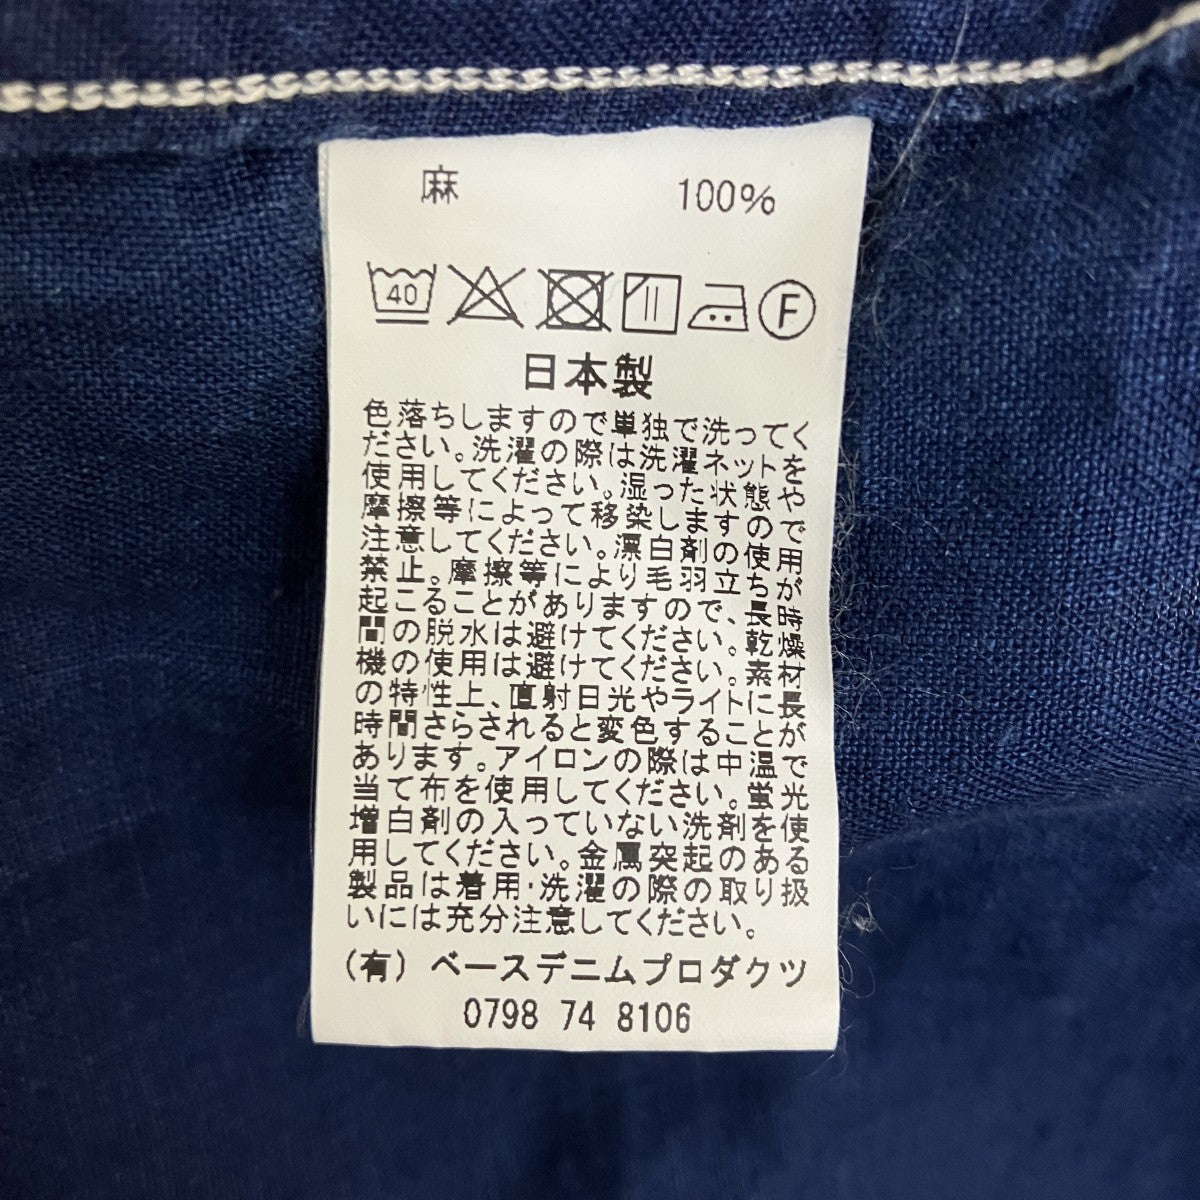 麻 100%
40 F
日本製
色落ちしますので単独で洗ってく
ださい。洗濯の際は洗濯ネットを
使用してください。湿った状態や
摩擦等によって移染しますので
注意してください。漂白剤の使用
禁止。摩擦等により毛羽立ちが
起こることがありますので、長時
間の脱水は避けてください。乾燥
機の使用は避けてください。素材
の特性上、直射日光やライトに長
時間さらされると変色することが
あります。アイロンの際は中温で
当て布を使用してください。蛍光
増白剤の入っていない洗剤を使
用してください。金属突起のある
製品は着用・洗濯の際の取り扱
いには充分注意してください。
(有) ベースデニムプロダクツ
0798 74 8106